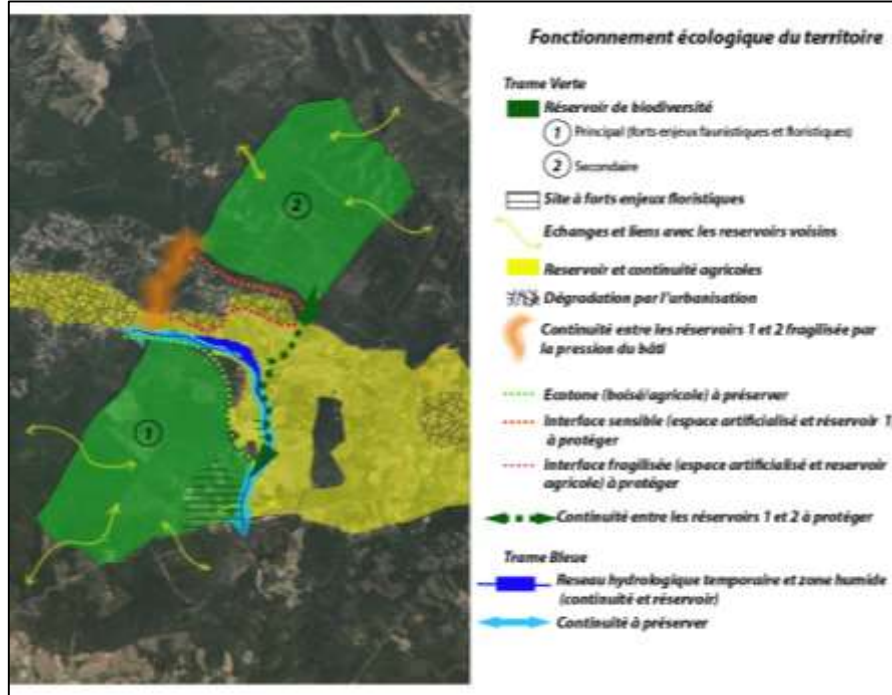 Fonctionnement écologique du territoire
Trame Verte
Réservoir de biodiversité
1 Principal (forts enjeux faunistiques et floristiques)
2 Secondaire
Site à forts enjeux floristiques
Echanges et liens avec les reservoirs voisins
Reservoir et continuité agricoles
Dégradation par l'urbanisation
Continuité entre les réservoirs 1 et 2 fragilisée par
la pression du bâti
Ecotone (boisé/agricole) à préserver
Interface sensible (espace artificialisé et réservoir 1)
à protéger
Interface fragilisée (espace artificialisé et reservoir
agricole) à protéger
Continuité entre les réservoirs 1 et 2 à protéger
Trame Bleue
Reseau hydrologique temporaire et zone humide
(continuité et réservoir)
Continuité à préserver
2
1